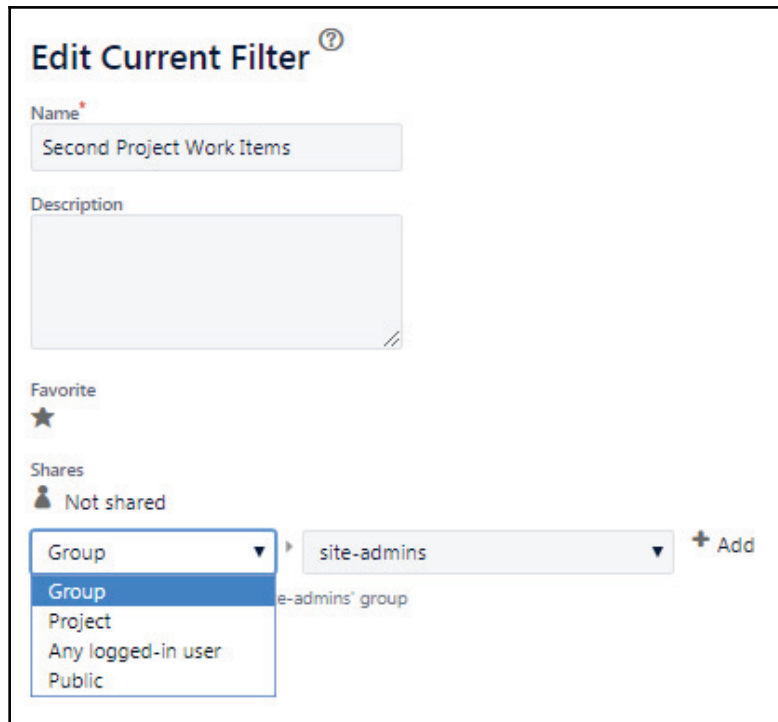 Edit Current Filter ?
Name*
Second Project Work Items
Description
Favorite
Shares
Not shared
Group site-admins + Add
Group
e-admins' group
Project
Any logged-in user
Public